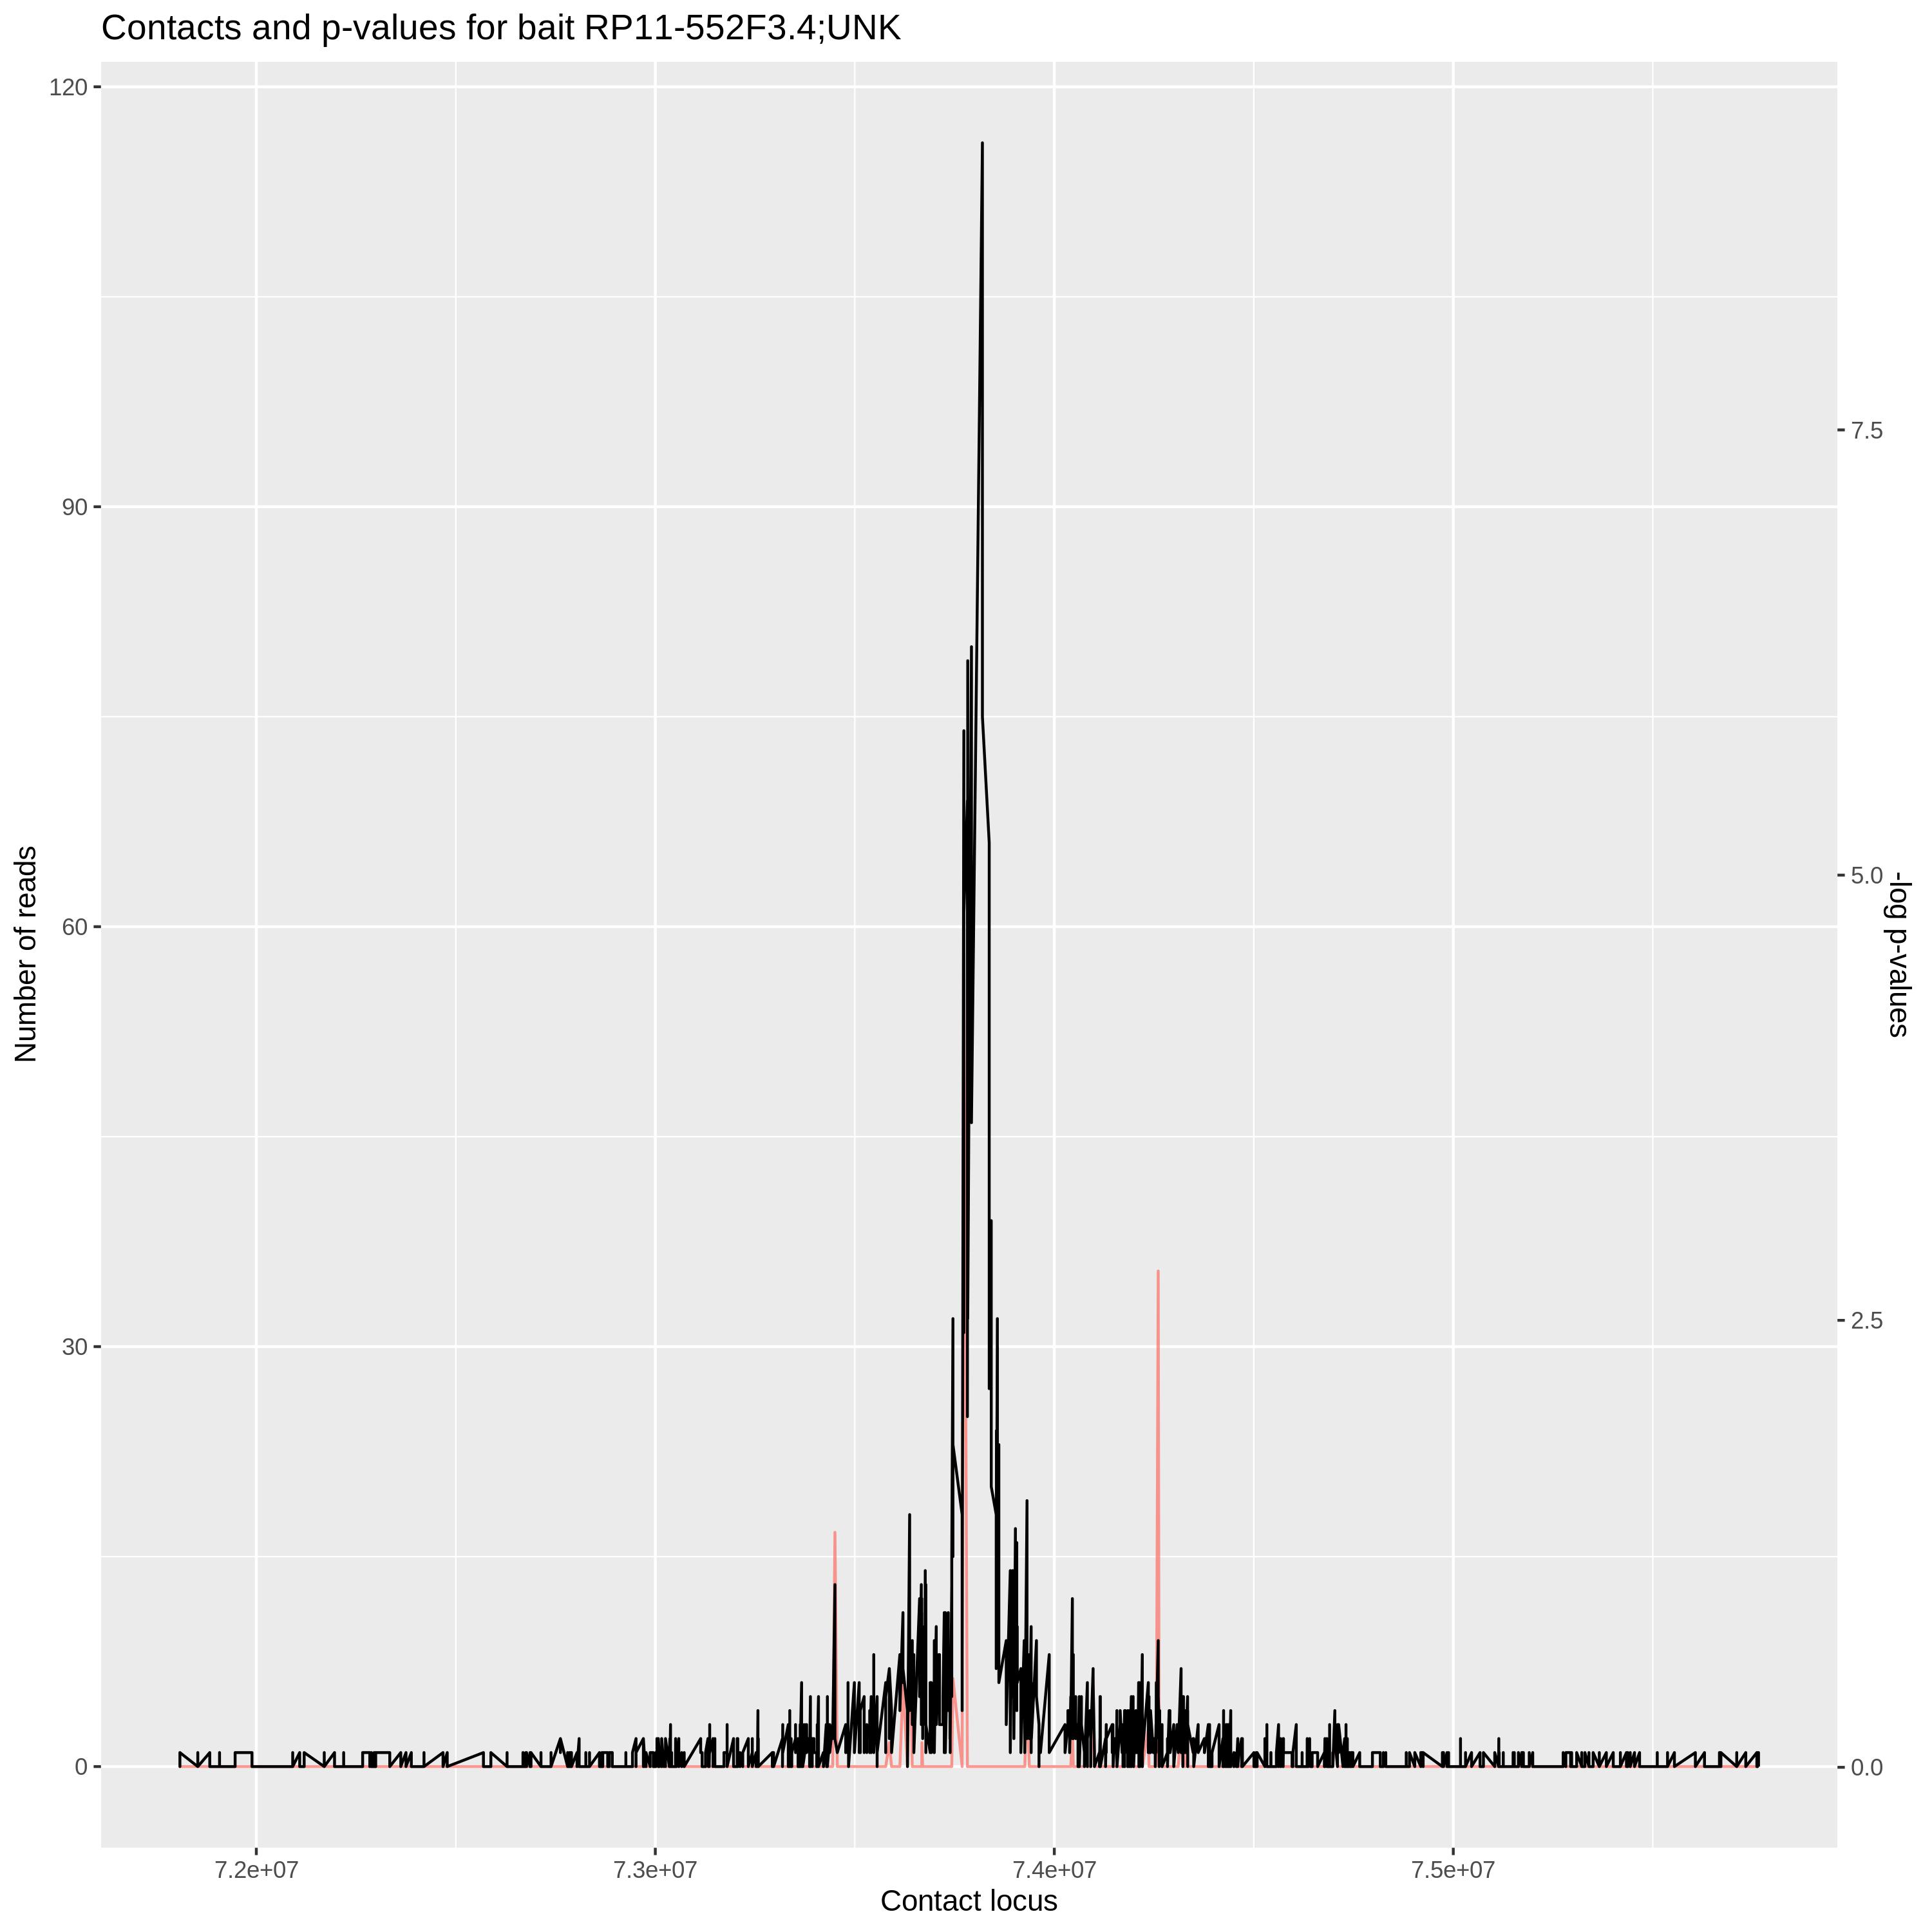 Contacts and p-values for bait RP11-552F3.4;UNK
120
90
60
30
0
Number of reads
7.5
5.0
2.5
0.0
-log p-values
7.2e+07
7.3e+07
7.4e+07
7.5e+07
Contact locus